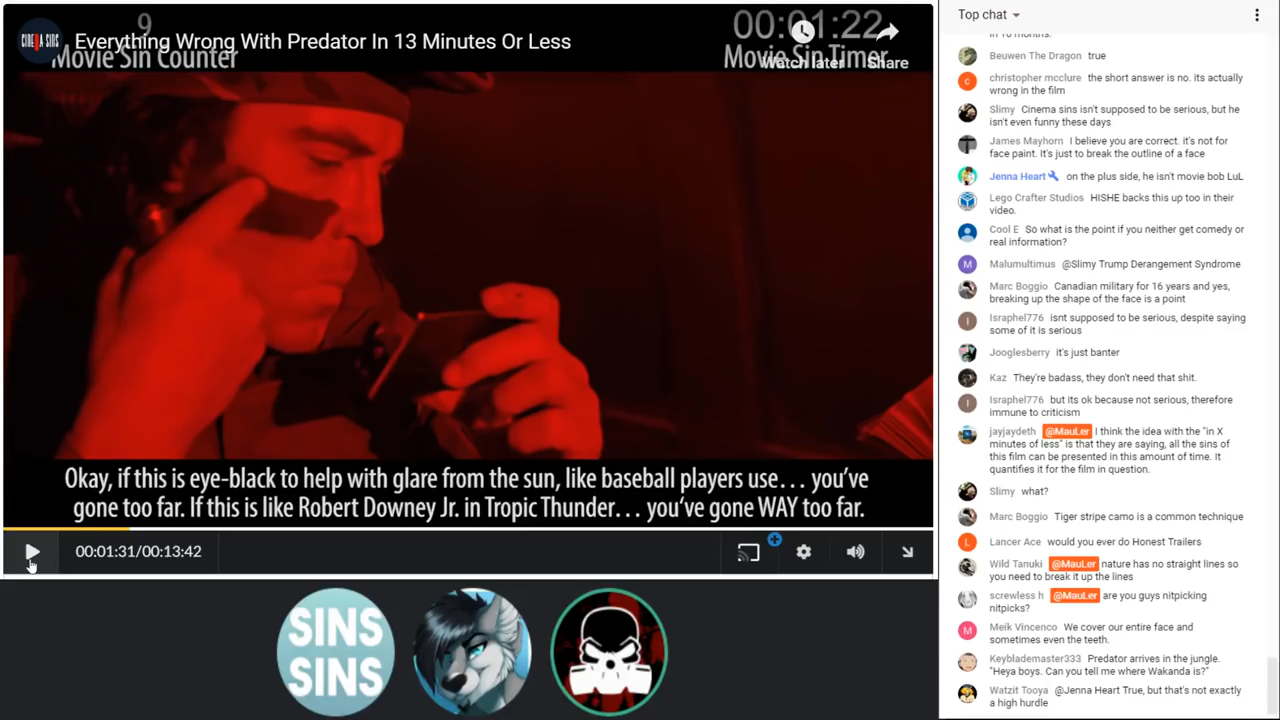 CINEMA SINS
Everything Wrong With Predator In 13 Minutes Or Less
9
Movie Sin Counter
00:01:22
Movie Sin Timer
Watch later
Share
Okay, if this is eye-black to help with glare from the sun, like baseball players use... you've
gone too far. If this is like Robert Downey Jr. in Tropic Thunder... you've gone WAY too far.
00:01:31/00:13:42
SINS
SINS
Top chat
in 10 months.
Beuwen The Dragon true
C
christopher mcclure the short answer is no. its actually
wrong in the film
Slimy Cinema sins isn't supposed to be serious, but he
isn't even funny these days
James Mayhorn I believe you are correct. it's not for
face paint. It's just to break the outline of a face
Jenna Heart on the plus side, he isn't movie bob LuL
Lego Crafter Studios HISHE backs this up too in their
video.
Cool E So what is the point if you neither get comedy or
real information?
M
Malumultimus @Slimy Trump Derangement Syndrome
Marc Boggio Canadian military for 16 years and yes,
breaking up the shape of the face is a point
I
Israphel776 isnt supposed to be serious, despite saying
some of it is serious
Jooglesberry it's just banter
Kaz They're badass, they don't need that shit.
I
Israphel776 but its ok because not serious, therefore
immune to criticism
jayjaydeth @MauLer I think the idea with the "in X
minutes of less" is that they are saying, all the sins of
this film can be presented in this amount of time. It
quantifies it for the film in question.
Slimy what?
Marc Boggio Tiger stripe camo is a common technique
L
Lancer Ace would you ever do Honest Trailers
Wild Tanuki @MauLer nature has no straight lines so
you need to break it up the lines
screwless h @MauLer are you guys nitpicking
nitpicks?
M
Meik Vincenco We cover our entire face and
sometimes even the teeth.
Keyblademaster333 Predator arrives in the jungle.
"Heya boys. Can you tell me where Wakanda is?"
Watzit Tooya @Jenna Heart True, but that's not exactly
a high hurdle